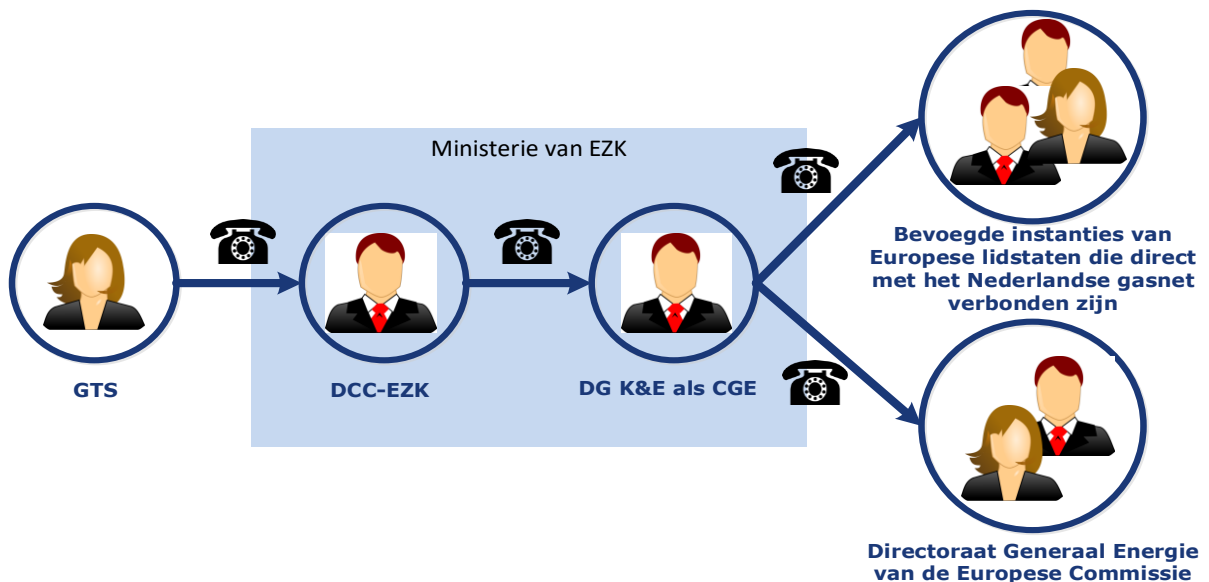 Ministerie van EZK
GTS
DCC-EZK
DG K&E als CGE
Bevoegde instanties van
Europese lidstaten die direct
met het Nederlandse gasnet
verbonden zijn
Directoraat Generaal Energie
van de Europese Commissie